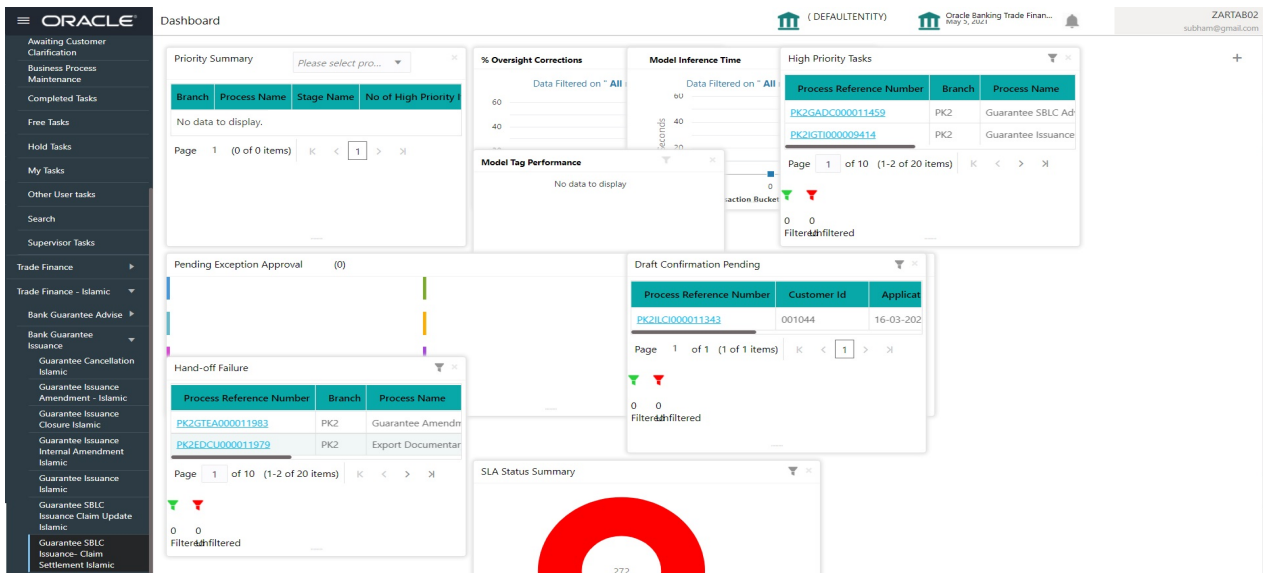 ORACLE
Dashboard
( DEFAULTENTITY)
Oracle Banking Trade Finan...
May 5, 2021
ZARTAB02
subham@gmail.com
Awaiting Customer
Clarification
Business Process
Maintenance
Completed Tasks
Free Tasks
Hold Tasks
My Tasks
Other User tasks
Search
Supervisor Tasks
Trade Finance
Trade Finance - Islamic
Bank Guarantee Advise
Bank Guarantee
Issuance
Guarantee Cancellation
Islamic
Guarantee Issuance
Amendment - Islamic
Guarantee Issuance
Closure Islamic
Guarantee Issuance
Internal Amendment
Islamic
Guarantee Issuance
Islamic
Guarantee SBLC
Issuance Claim Update
Islamic
Guarantee SBLC
Issuance- Claim
Settlement Islamic
Priority Summary
Please select pro...
Branch Process Name Stage Name No of High Priority
No data to display.
Page 1 (0 of 0 items) 1
% Oversight Corrections
Data Filtered on " All
60
40
Model Inference Time
Data Filtered on " All
60
40
20
Seconds
0
action Bucket
Model Tag Performance
No data to display
High Priority Tasks
Process Reference Number Branch Process Name
PK2GADC000011459 PK2 Guarantee SBLC Ad
PK2IGTI000009414 PK2 Guarantee Issuance
Page 1 of 10 (1-2 of 20 items)
0 0
Filtered Unfiltered
Pending Exception Approval (0)
Draft Confirmation Pending
Process Reference Number Customer Id Applicat
PK2ILCI000011343 001044 16-03-202
Page 1 of 1 (1 of 1 items) 1
0 0
Filtered Unfiltered
Hand-off Failure
Process Reference Number Branch Process Name
PK2GTEA000011983 PK2 Guarantee Amendm
PK2EDCU000011979 PK2 Export Documentar
Page 1 of 10 (1-2 of 20 items)
0 0
Filtered Unfiltered
SLA Status Summary
272